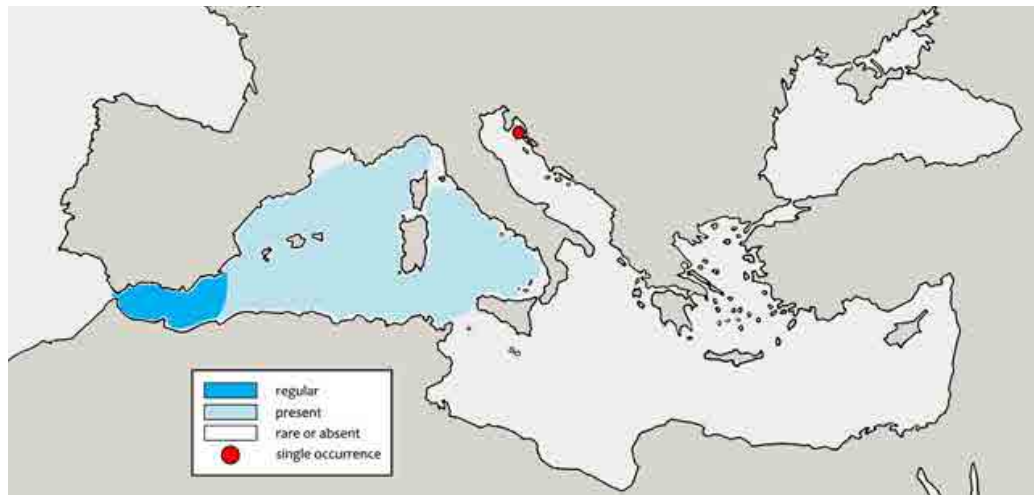 regular
present
rare or absent
single occurrence